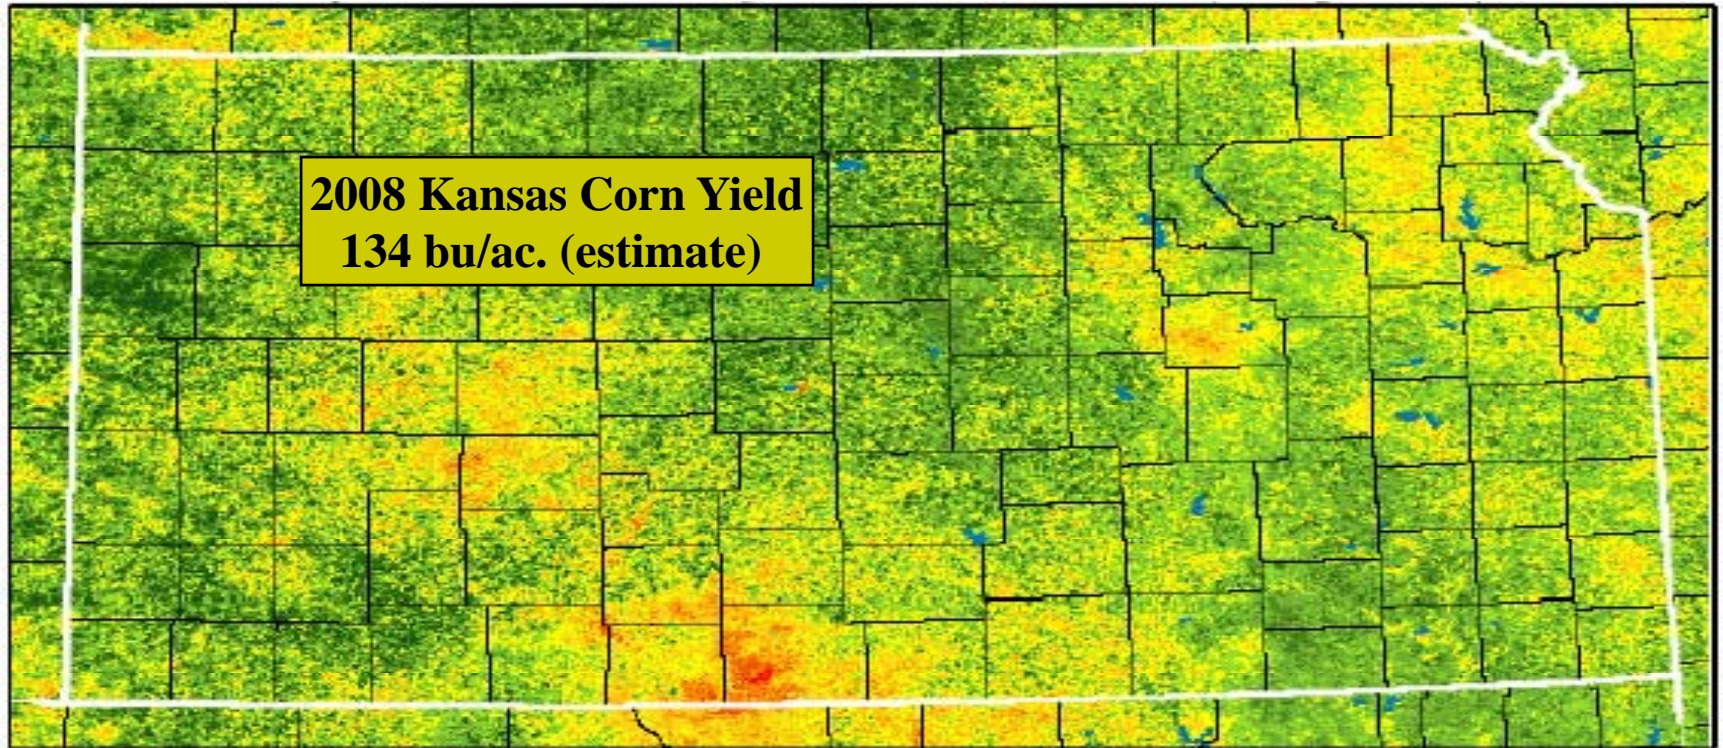 2008 Kansas Corn Yield
134 bu/ac. (estimate)